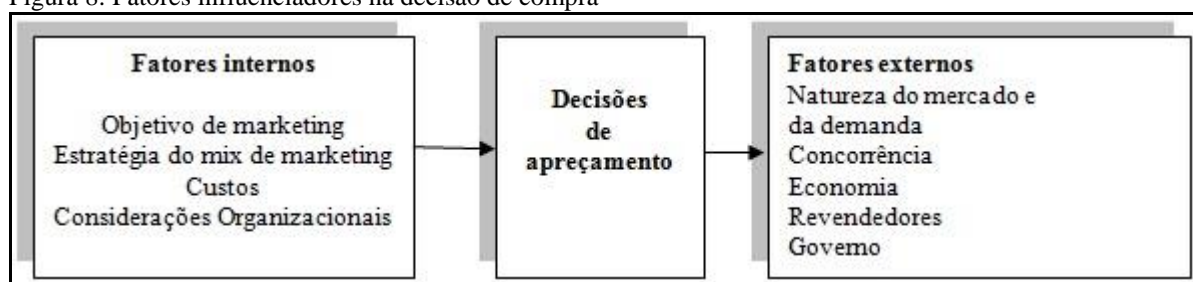 Figura 8: Fatores influenciadores na decisão de compra
Fatores internos
Objetivo de marketing
Estratégia do mix de marketing
Custos
Considerações Organizacionais
Decisões
de
apreçamento
Fatores externos
Natureza do mercado e
da demanda
Concorrência
Economia
Revendedores
Governo